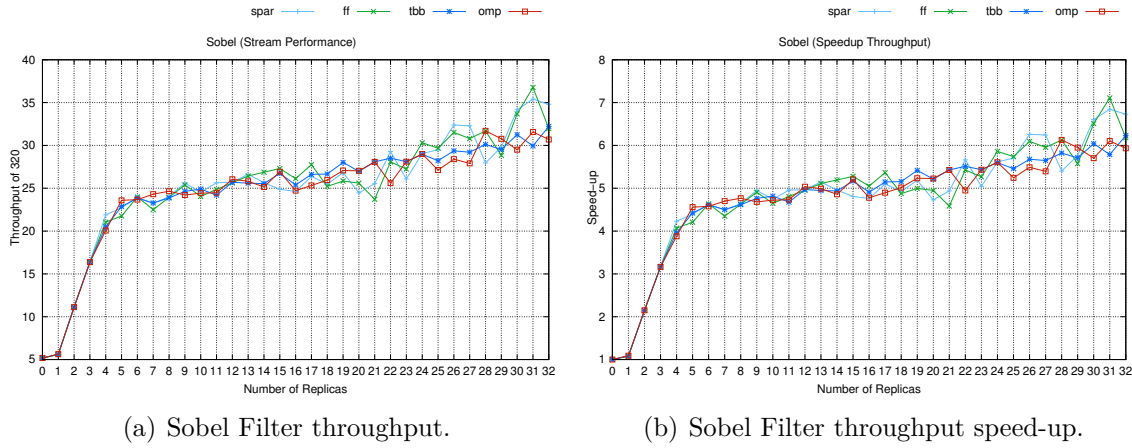 spar ff tbb omp
Sobel (Stream Performance)
40
35
30
25
20
15
10
5
Throughput of 320
0 1 2 3 4 5 6 7 8 9 10 11 12 13 14 15 16 17 18 19 20 21 22 23 24 25 26 27 28 29 30 31 32
Number of Replicas
(a) Sobel Filter throughput.
spar ff tbb omp
Sobel (Speedup Throughput)
8
7
6
5
4
3
2
1
Speed-up
0 1 2 3 4 5 6 7 8 9 10 11 12 13 14 15 16 17 18 19 20 21 22 23 24 25 26 27 28 29 30 31 32
Number of Replicas
(b) Sobel Filter throughput speed-up.